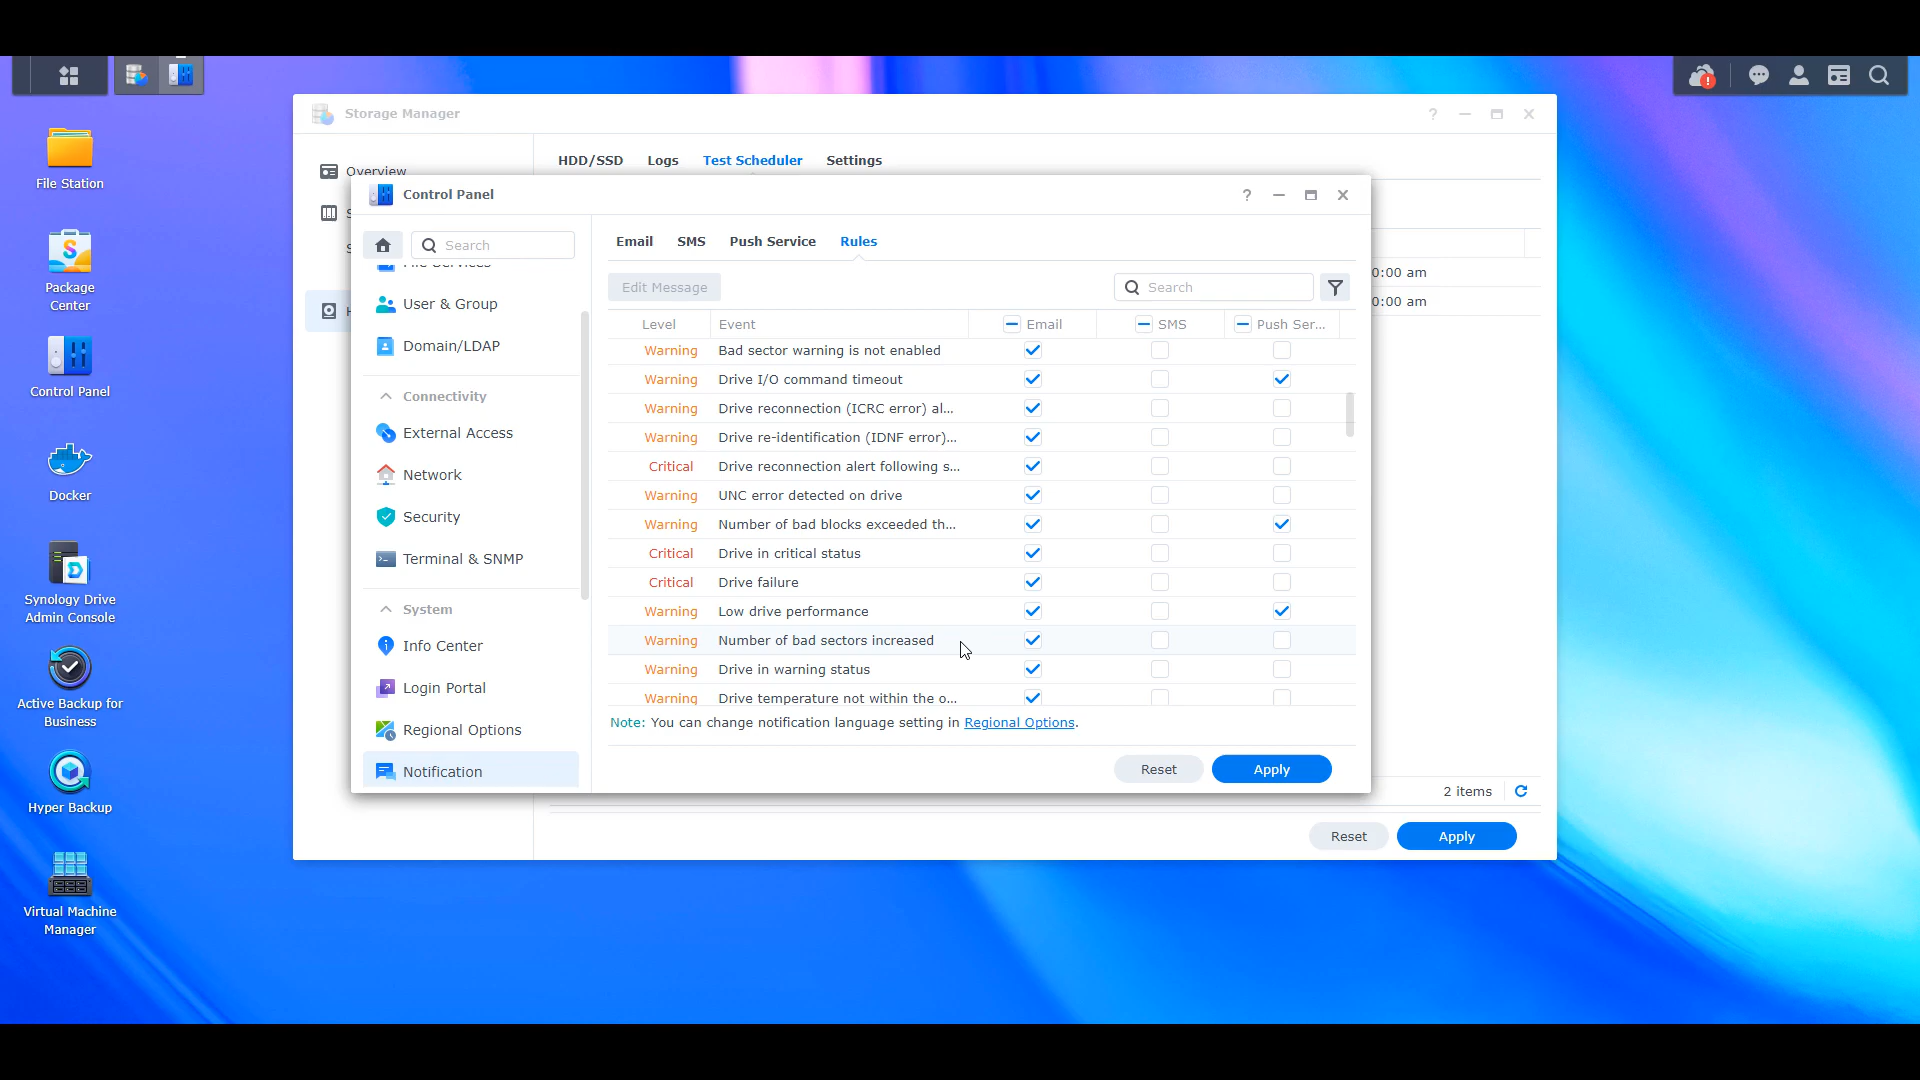 Storage Manager
?
HDD/SSD Logs Test Scheduler Settings
Overview
Control Panel
?
Search
User & Group
Domain/LDAP
Connectivity
External Access
Network
Security
Terminal & SNMP
System
Info Center
Login Portal
Regional Options
Notification
Email SMS Push Service Rules
Edit Message
Search
Level Event Email SMS Push Ser...
Warning Bad sector warning is not enabled
Warning Drive I/O command timeout
Warning Drive reconnection (ICRC error) al...
Warning Drive re-identification (IDNF error)...
Critical Drive reconnection alert following s...
Warning UNC error detected on drive
Warning Number of bad blocks exceeded th...
Critical Drive in critical status
Critical Drive failure
Warning Low drive performance
Warning Number of bad sectors increased
Warning Drive in warning status
Warning Drive temperature not within the o...
Note: You can change notification language setting in Regional Options.
Reset Apply
0:00 am
0:00 am
2 items
Reset Apply
File Station
Package
Center
Control Panel
Docker
Synology Drive
Admin Console
Active Backup for
Business
Hyper Backup
Virtual Machine
Manager